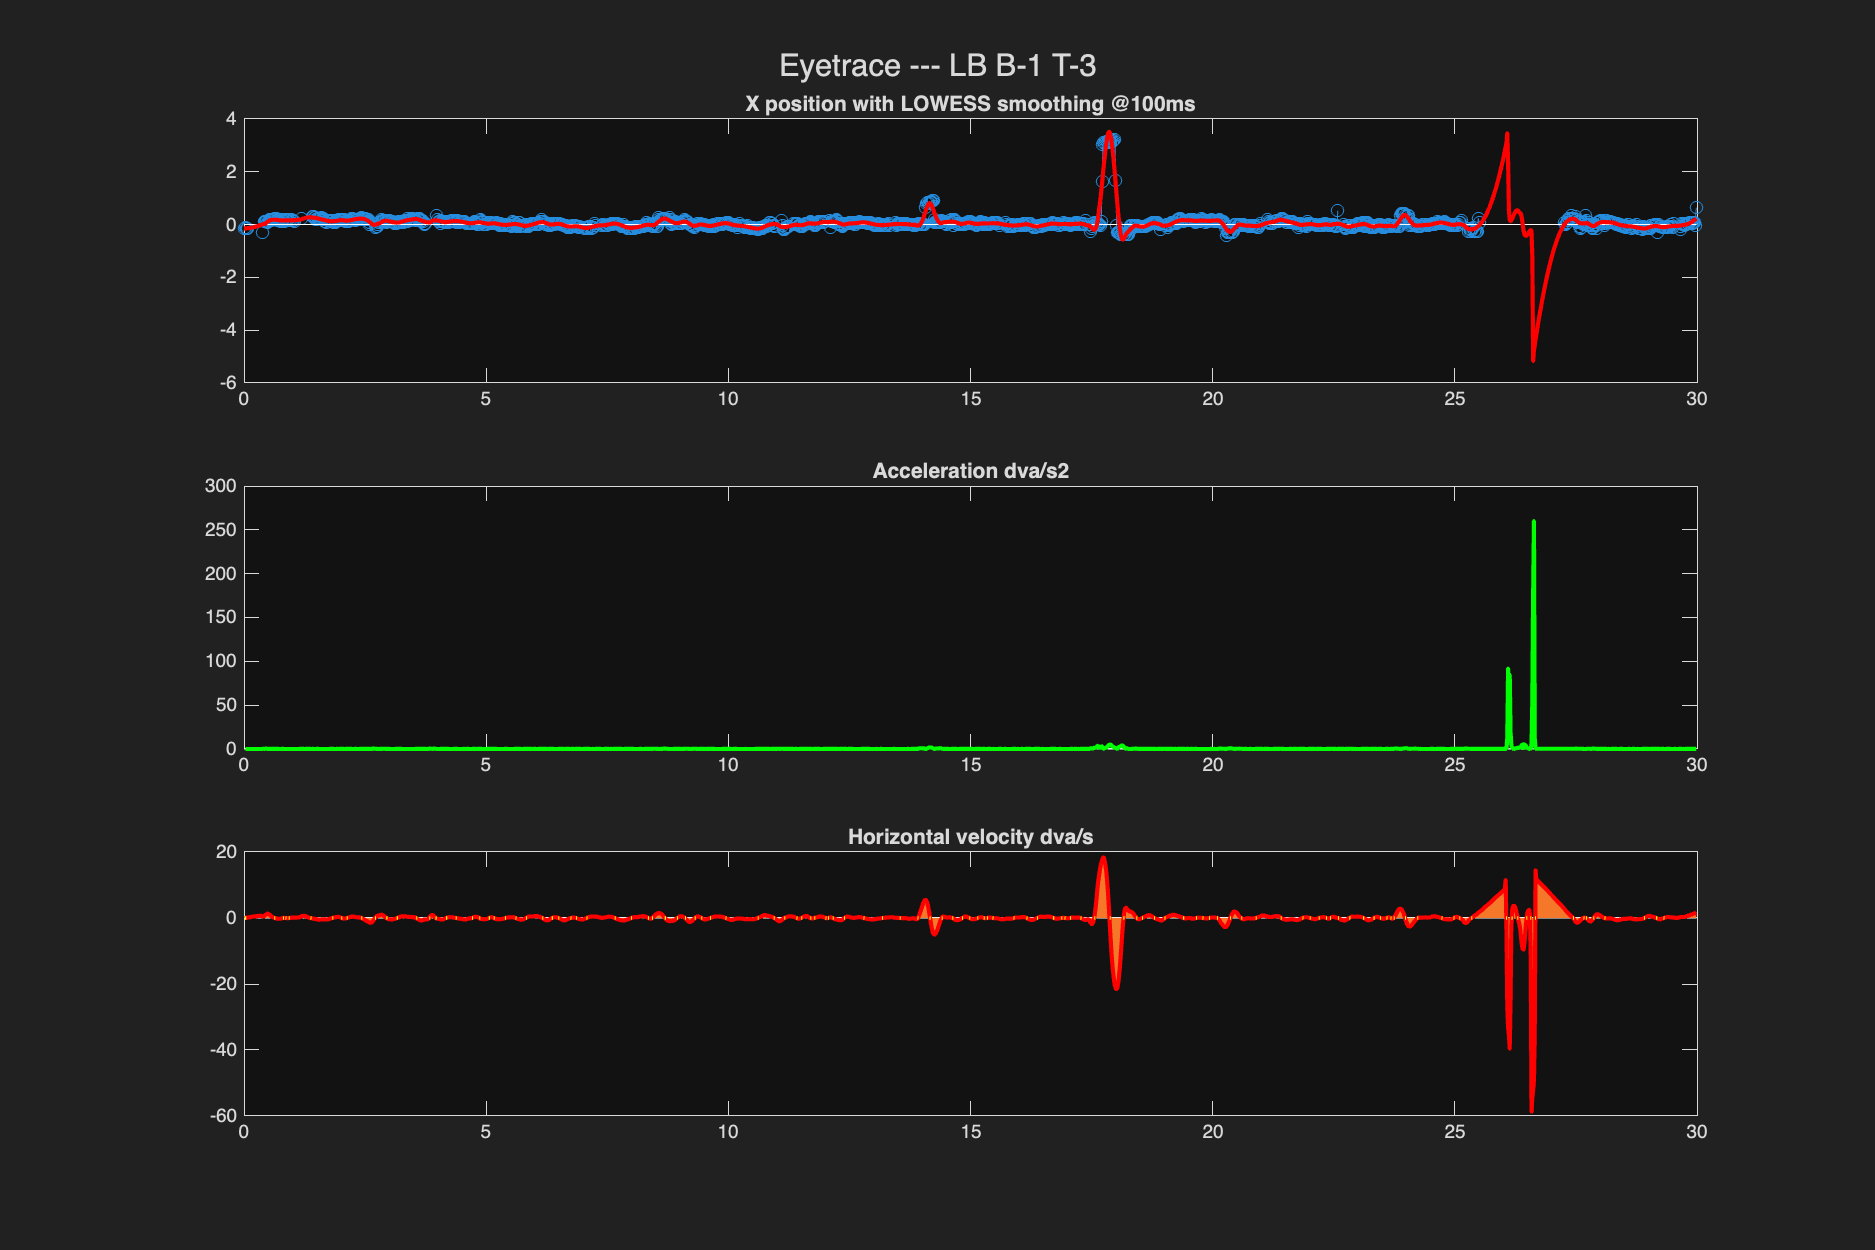 Eyetrace --- LB B-1 T-3
X position with LOWESS smoothing @100ms
4
2
0
-2
-4
-6
0 5 10 15 20 25 30
Acceleration dva/s2
300
250
200
150
100
50
0
0 5 10 15 20 25 30
Horizontal velocity dva/s
20
0
-20
-40
-60
0 5 10 15 20 25 30